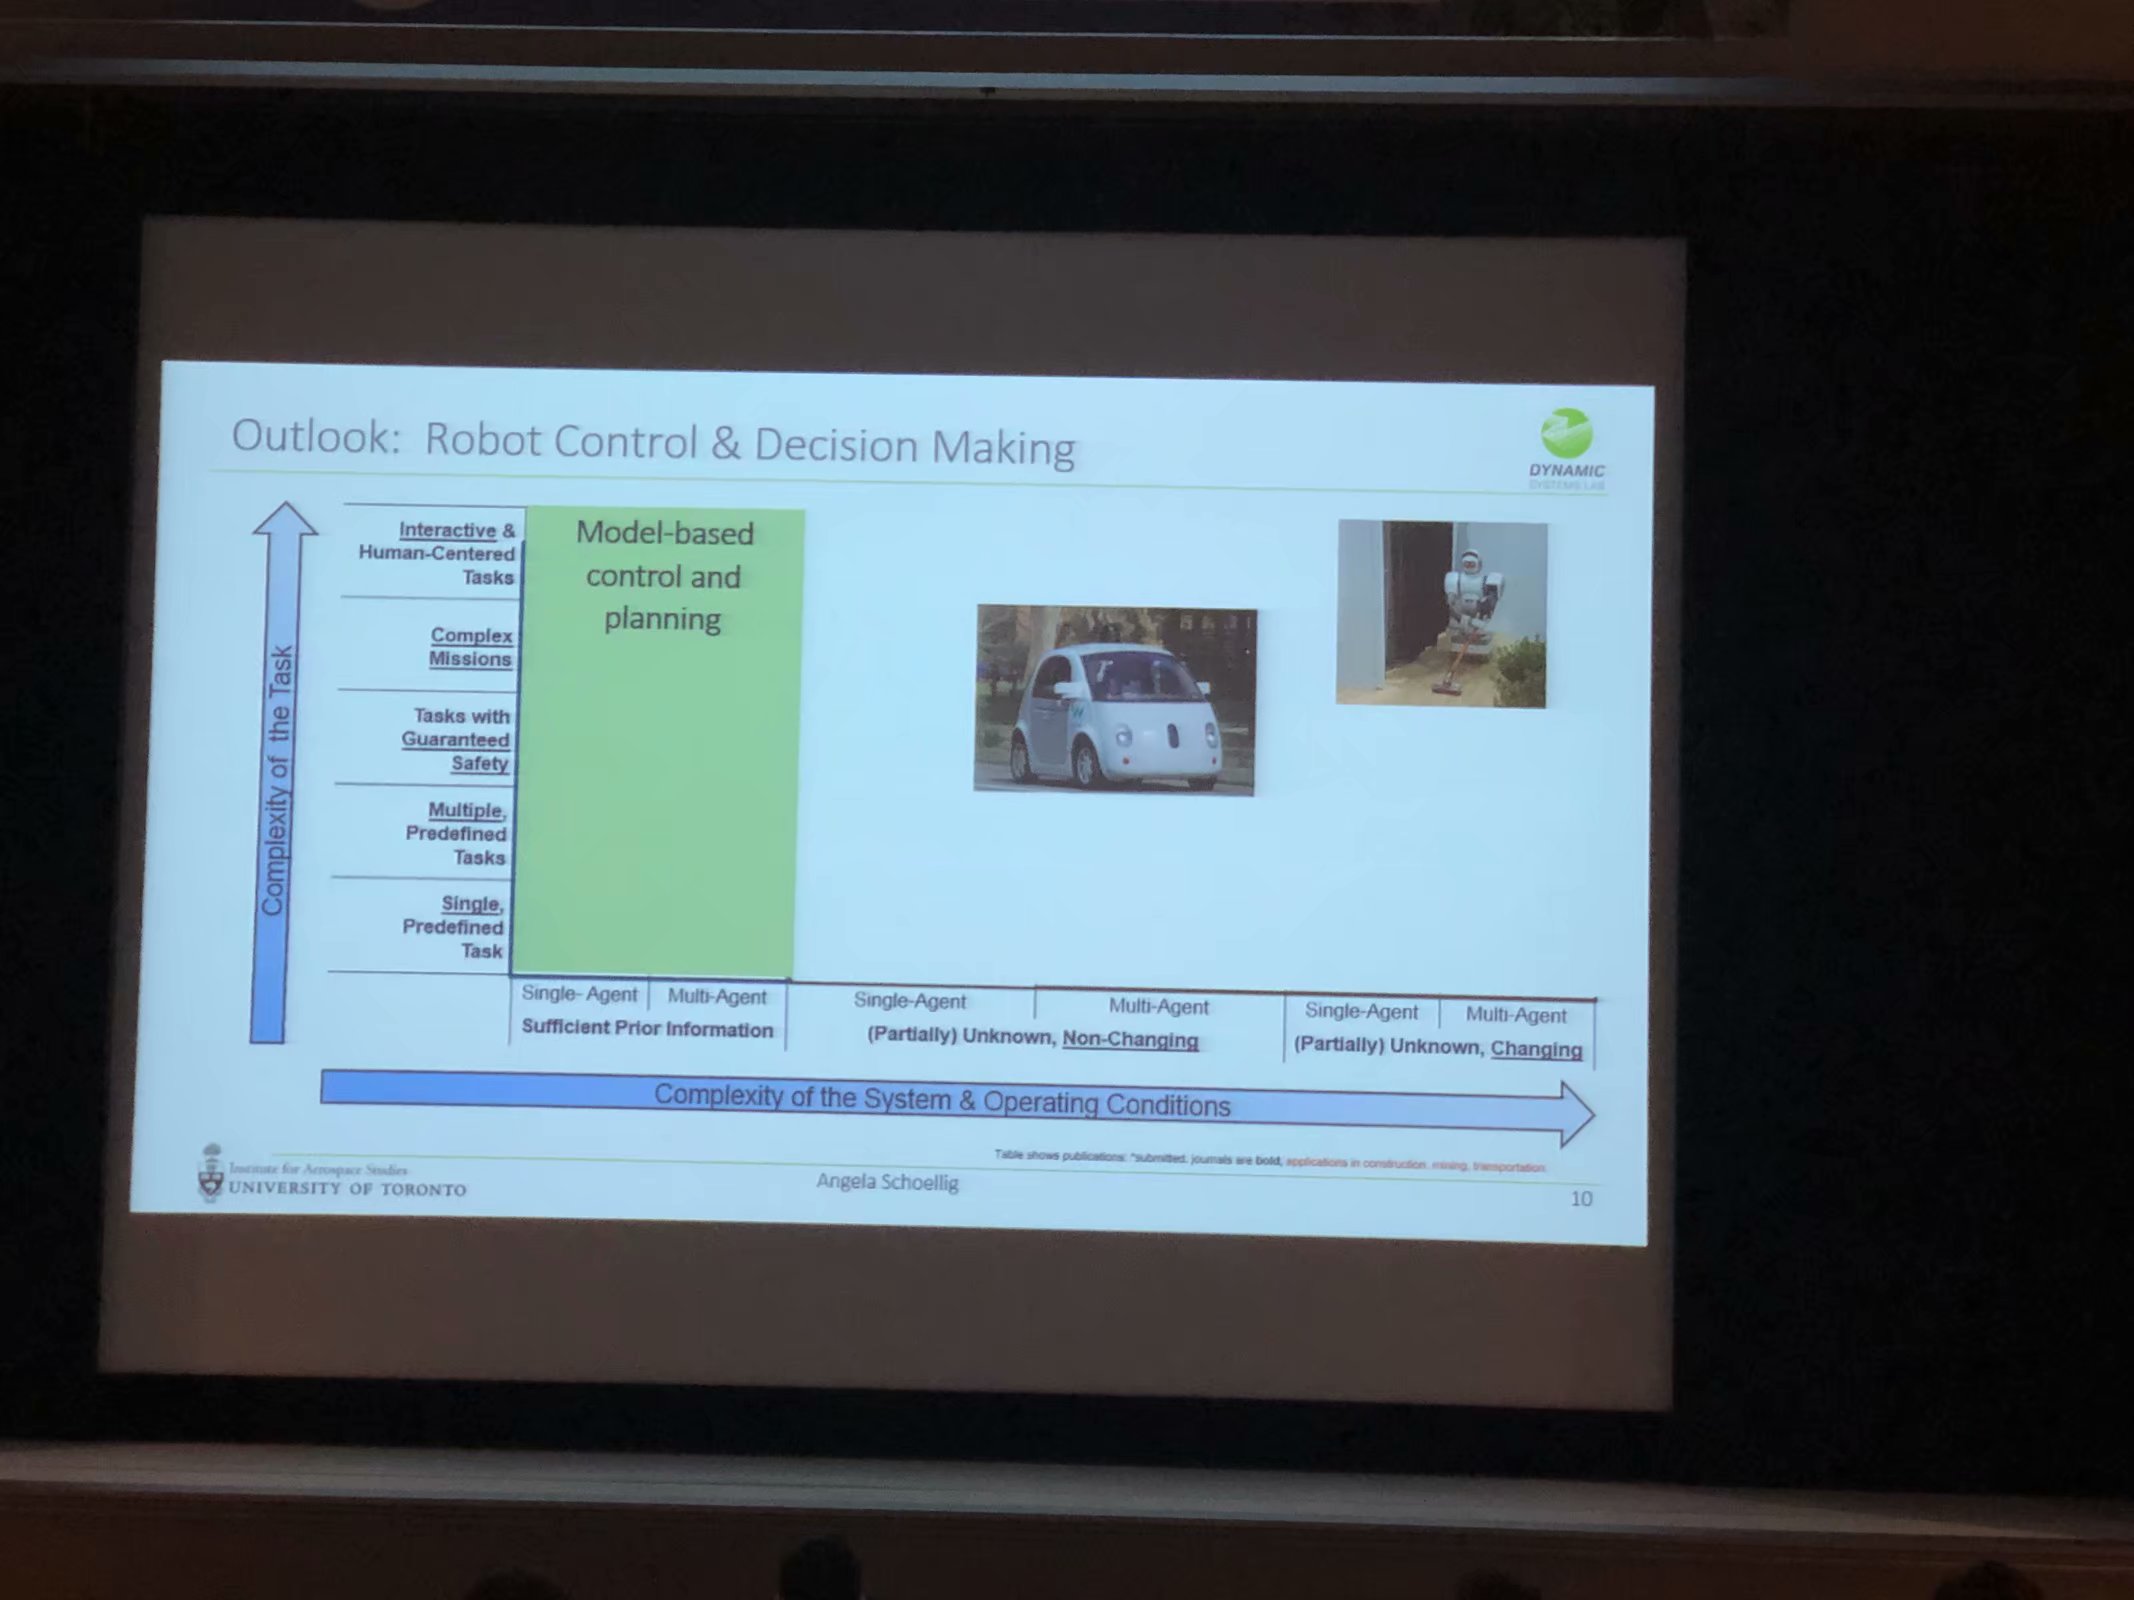 Outlook: Robot Control & Decision Making
DYNAMIC
SYSTEMS LAB
Complexity of the Task
Interactive &
Human-Centered
Tasks
Complex
Missions
Tasks with
Guaranteed
Safety
Multiple,
Predefined
Tasks
Single,
Predefined
Task
Model-based
control and
planning
Single-Agent Multi-Agent
Sufficient Prior Information
Single-Agent Multi-Agent
(Partially) Unknown, Non-Changing
Single-Agent Multi-Agent
(Partially) Unknown, Changing
Complexity of the System & Operating Conditions
Table shows publications: *submitted, journals are bold, applications in construction, mining, transportation
Institute for Aerospace Studies
UNIVERSITY OF TORONTO
Angela Schoellig
10